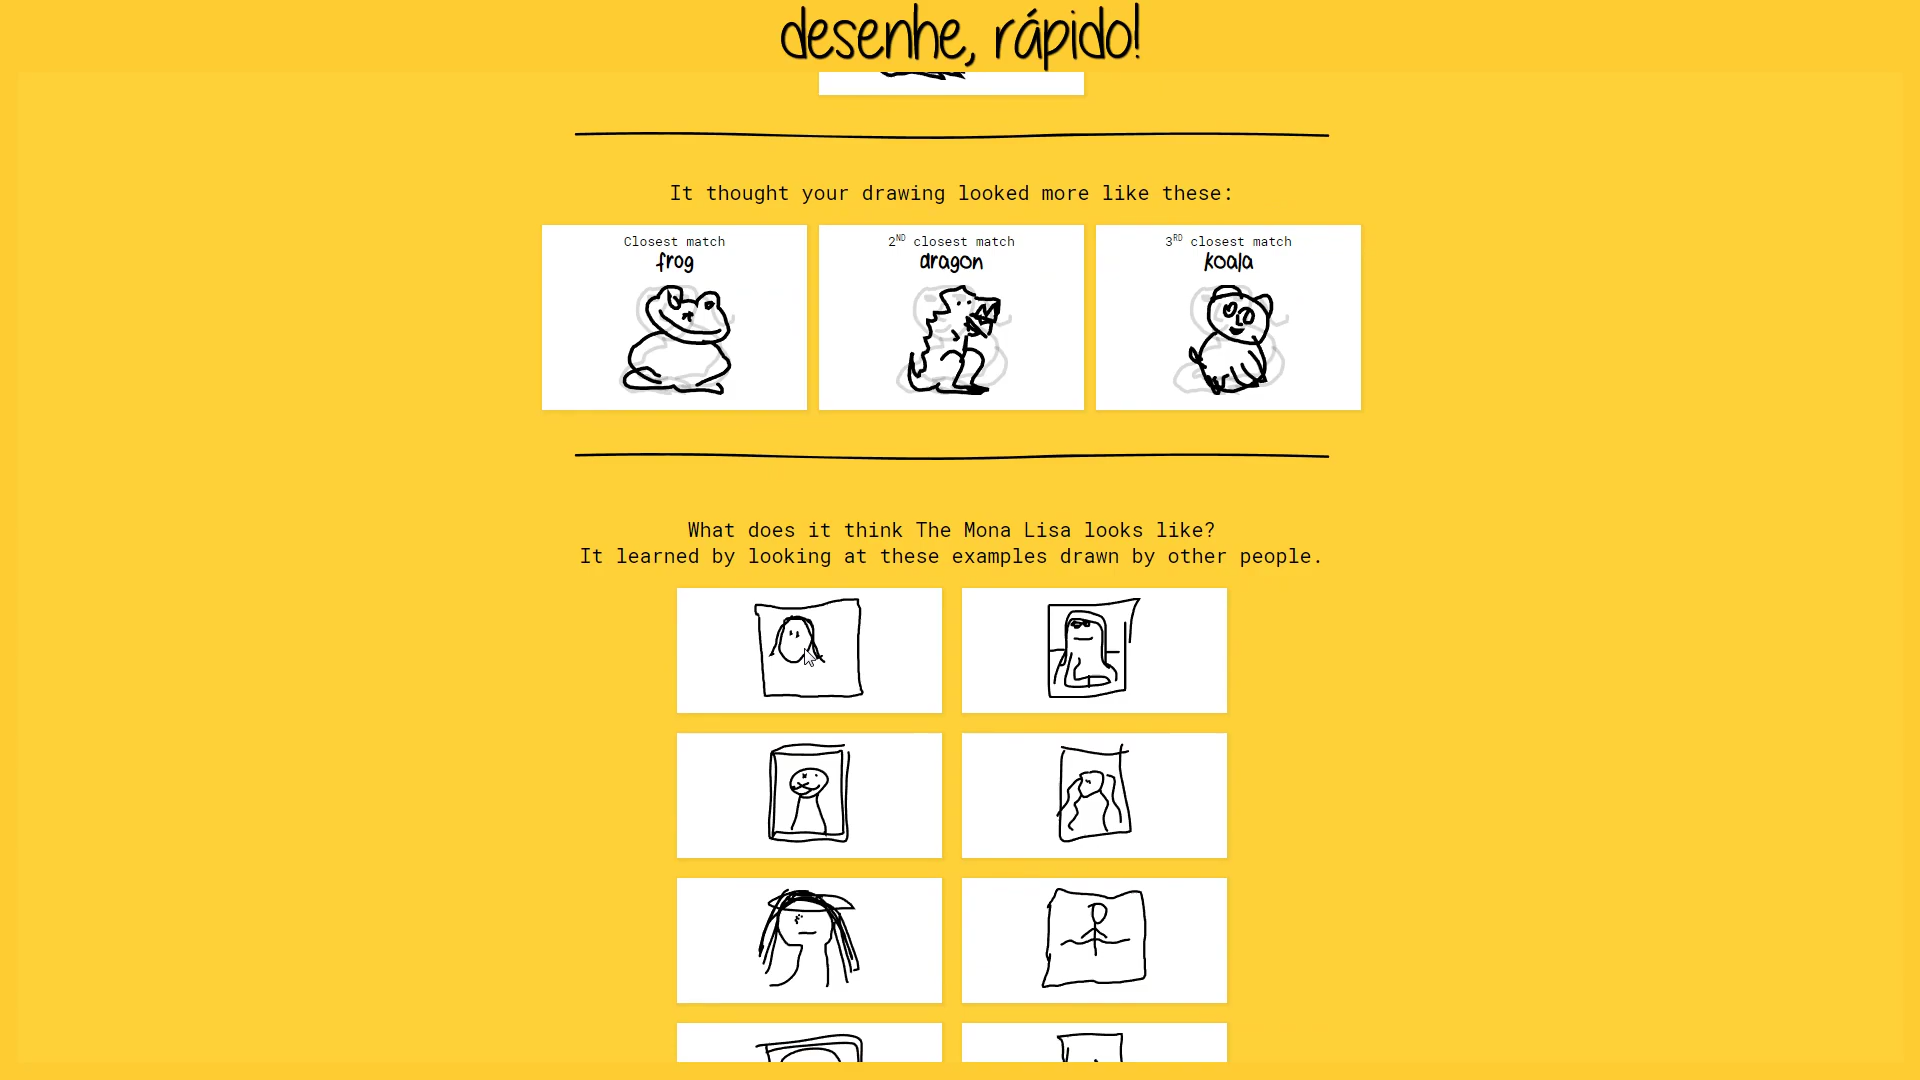 desenhe, rápido!
It thought your drawing looked more like these:
Closest match
frog
2ND closest match
dragon
3RD closest match
koala
What does it think The Mona Lisa looks like?
It learned by looking at these examples drawn by other people.